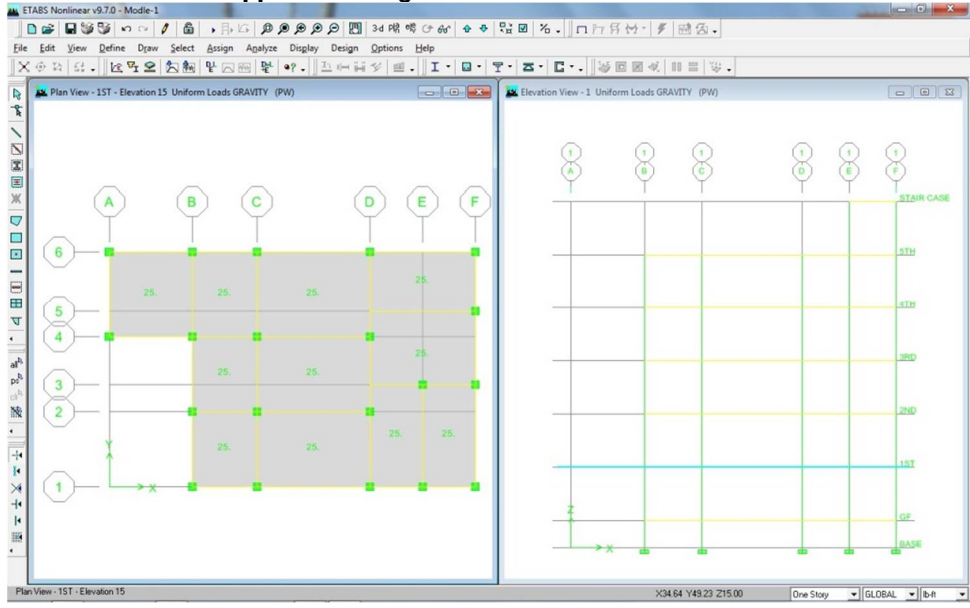 ETABS Nonlinear v9.7.0 - Modle-1
3-d
File Edit View Define Draw Select Assign Analyze Display Design Options Help
Plan View - 1ST - Elevation 15 Uniform Loads GRAVITY (PW)
Elevation View - 1 Uniform Loads GRAVITY (PW)
1 1 1 1 1 1
A B C D E F
STAIR CASE
A B C D E F
6
5TH
25. 25. 25. 25.
5
4TH
4
25.
3RD
25. 25.
3
2
2ND
25. 25. 25. 25.
Y
1ST
1
X
Z
GF
X
BASE
all
Plan View - 1ST - Elevation 15
X34.64 Y49.23 Z15.00
One Story
GLOBAL
lb-ft